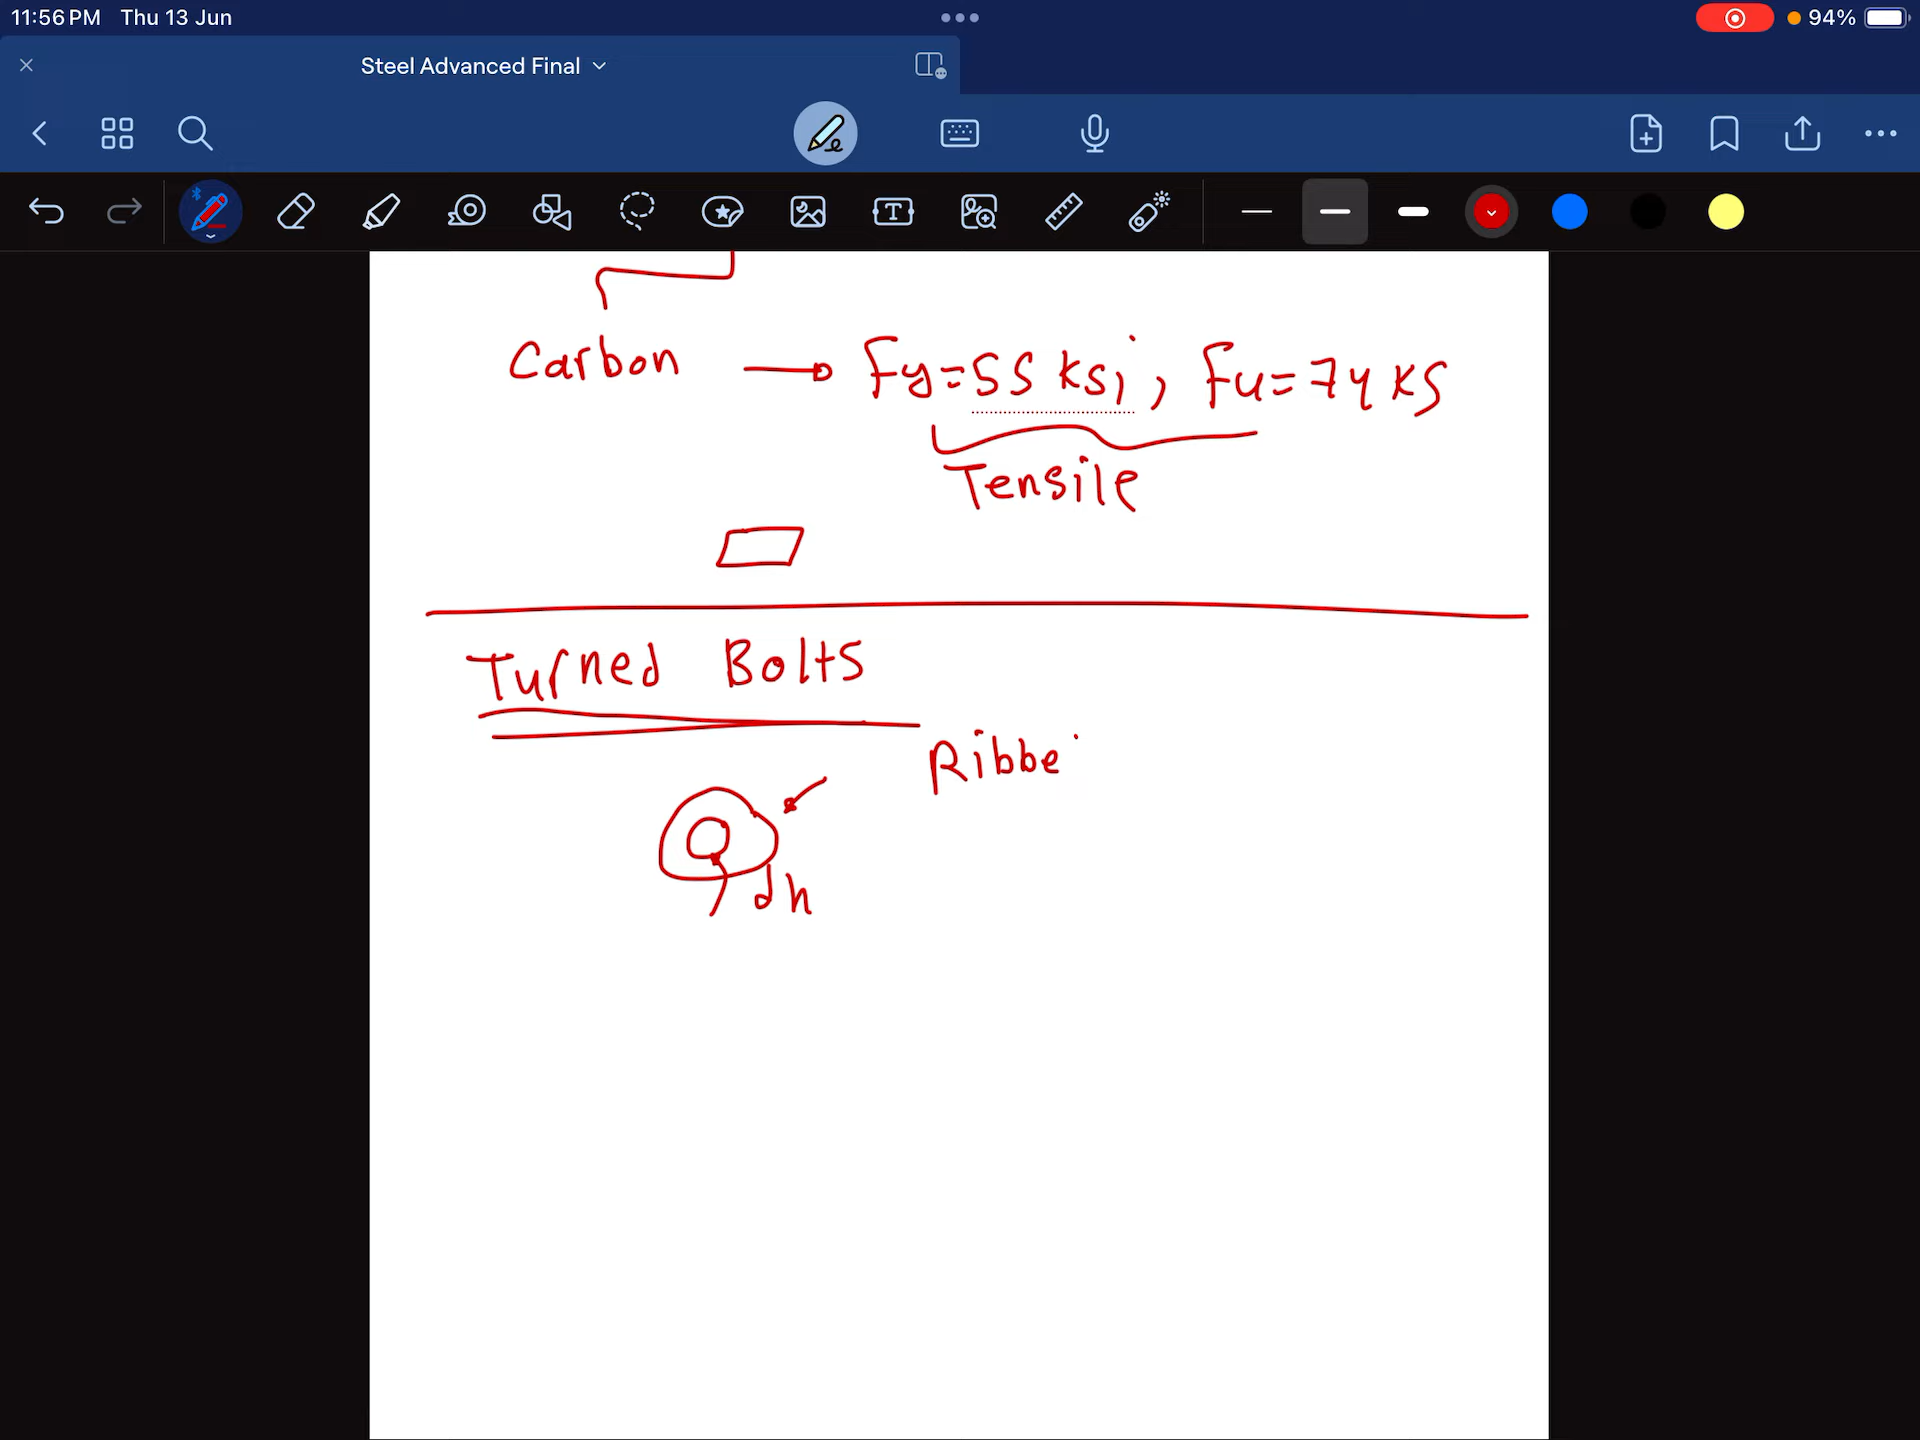 11:56 PM Thu 13 Jun
94%
Steel Advanced Final
Carbon Fy=55 ksi, Fu=74 KS
Tensile
Turned Bolts
Ribbe
dh